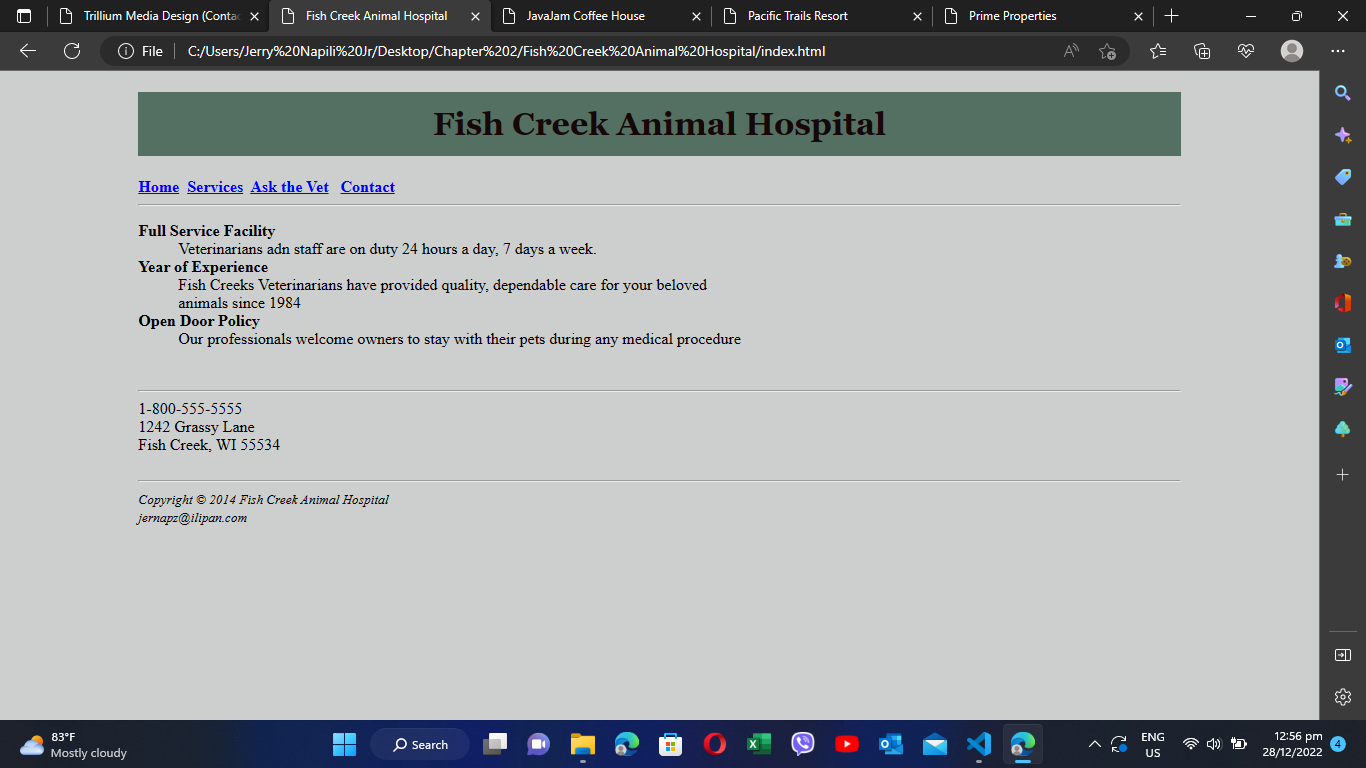 Trillium Media Design (Contac
Fish Creek Animal Hospital
JavaJam Coffee House
Pacific Trails Resort
Prime Properties
File
C:/Users/Jerry%20Napili%20Jr/Desktop/Chapter%202/Fish%20Creek%20Animal%20Hospital/index.html
Fish Creek Animal Hospital
Home Services Ask the Vet Contact
Full Service Facility
Veterinarians adn staff are on duty 24 hours a day, 7 days a week.
Year of Experience
Fish Creeks Veterinarians have provided quality, dependable care for your beloved
animals since 1984
Open Door Policy
Our professionals welcome owners to stay with their pets during any medical procedure
1-800-555-5555
1242 Grassy Lane
Fish Creek, WI 55534
Copyright © 2014 Fish Creek Animal Hospital
jernapz@ilipan.com
83°F
Mostly cloudy
Search
ENG
US
12:56 pm
28/12/2022
4